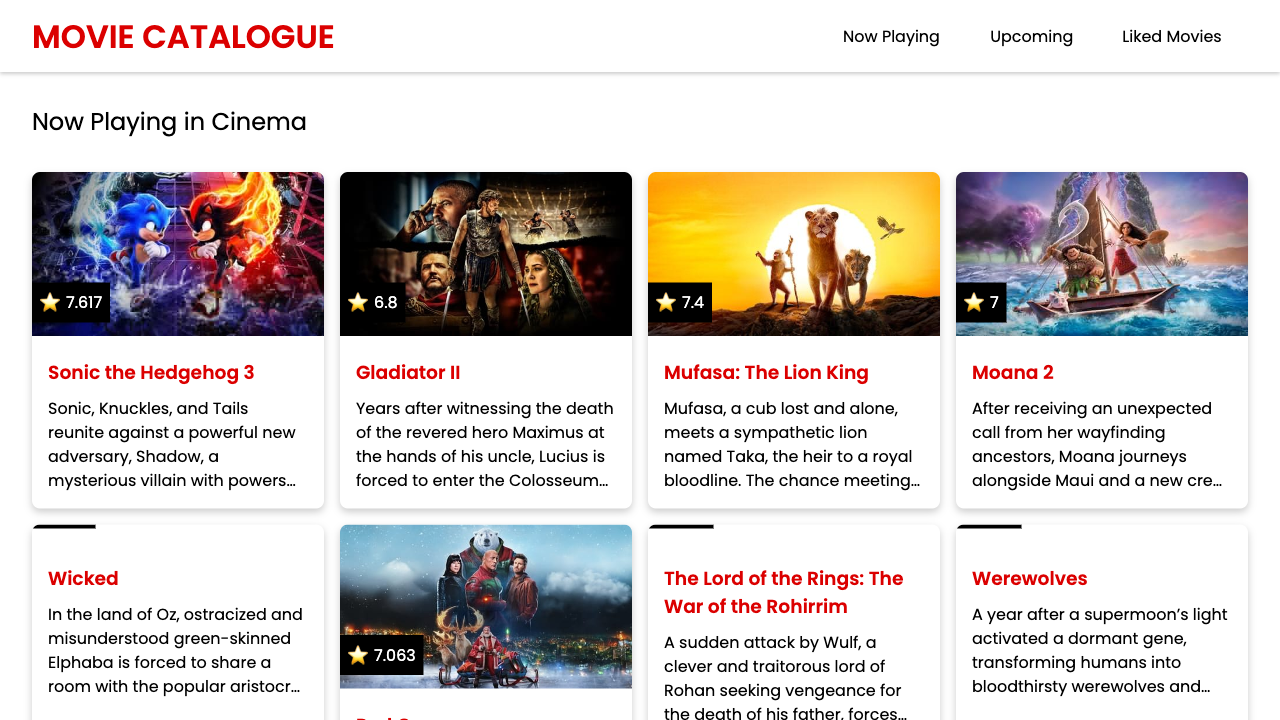 MOVIE CATALOGUE
Now Playing
Upcoming
Liked Movies
Now Playing in Cinema
7.617
6.8
7.4
7
Sonic the Hedgehog 3
Sonic, Knuckles, and Tails
reunite against a powerful new
adversary, Shadow, a
mysterious villain with powers…
Gladiator II
Years after witnessing the death
of the revered hero Maximus at
the hands of his uncle, Lucius is
forced to enter the Colosseum…
Mufasa: The Lion King
Mufasa, a cub lost and alone,
meets a sympathetic lion
named Taka, the heir to a royal
bloodline. The chance meeting…
Moana 2
After receiving an unexpected
call from her wayfinding
ancestors, Moana journeys
alongside Maui and a new cre…
Wicked
In the land of Oz, ostracized and
misunderstood green-skinned
Elphaba is forced to share a
room with the popular aristocr…
7.063
The Lord of the Rings: The
War of the Rohirrim
A sudden attack by Wulf, a
clever and traitorous lord of
Rohan seeking vengeance for
the death of his father, forces…
Werewolves
A year after a supermoon’s light
activated a dormant gene,
transforming humans into
bloodthirsty werewolves and…